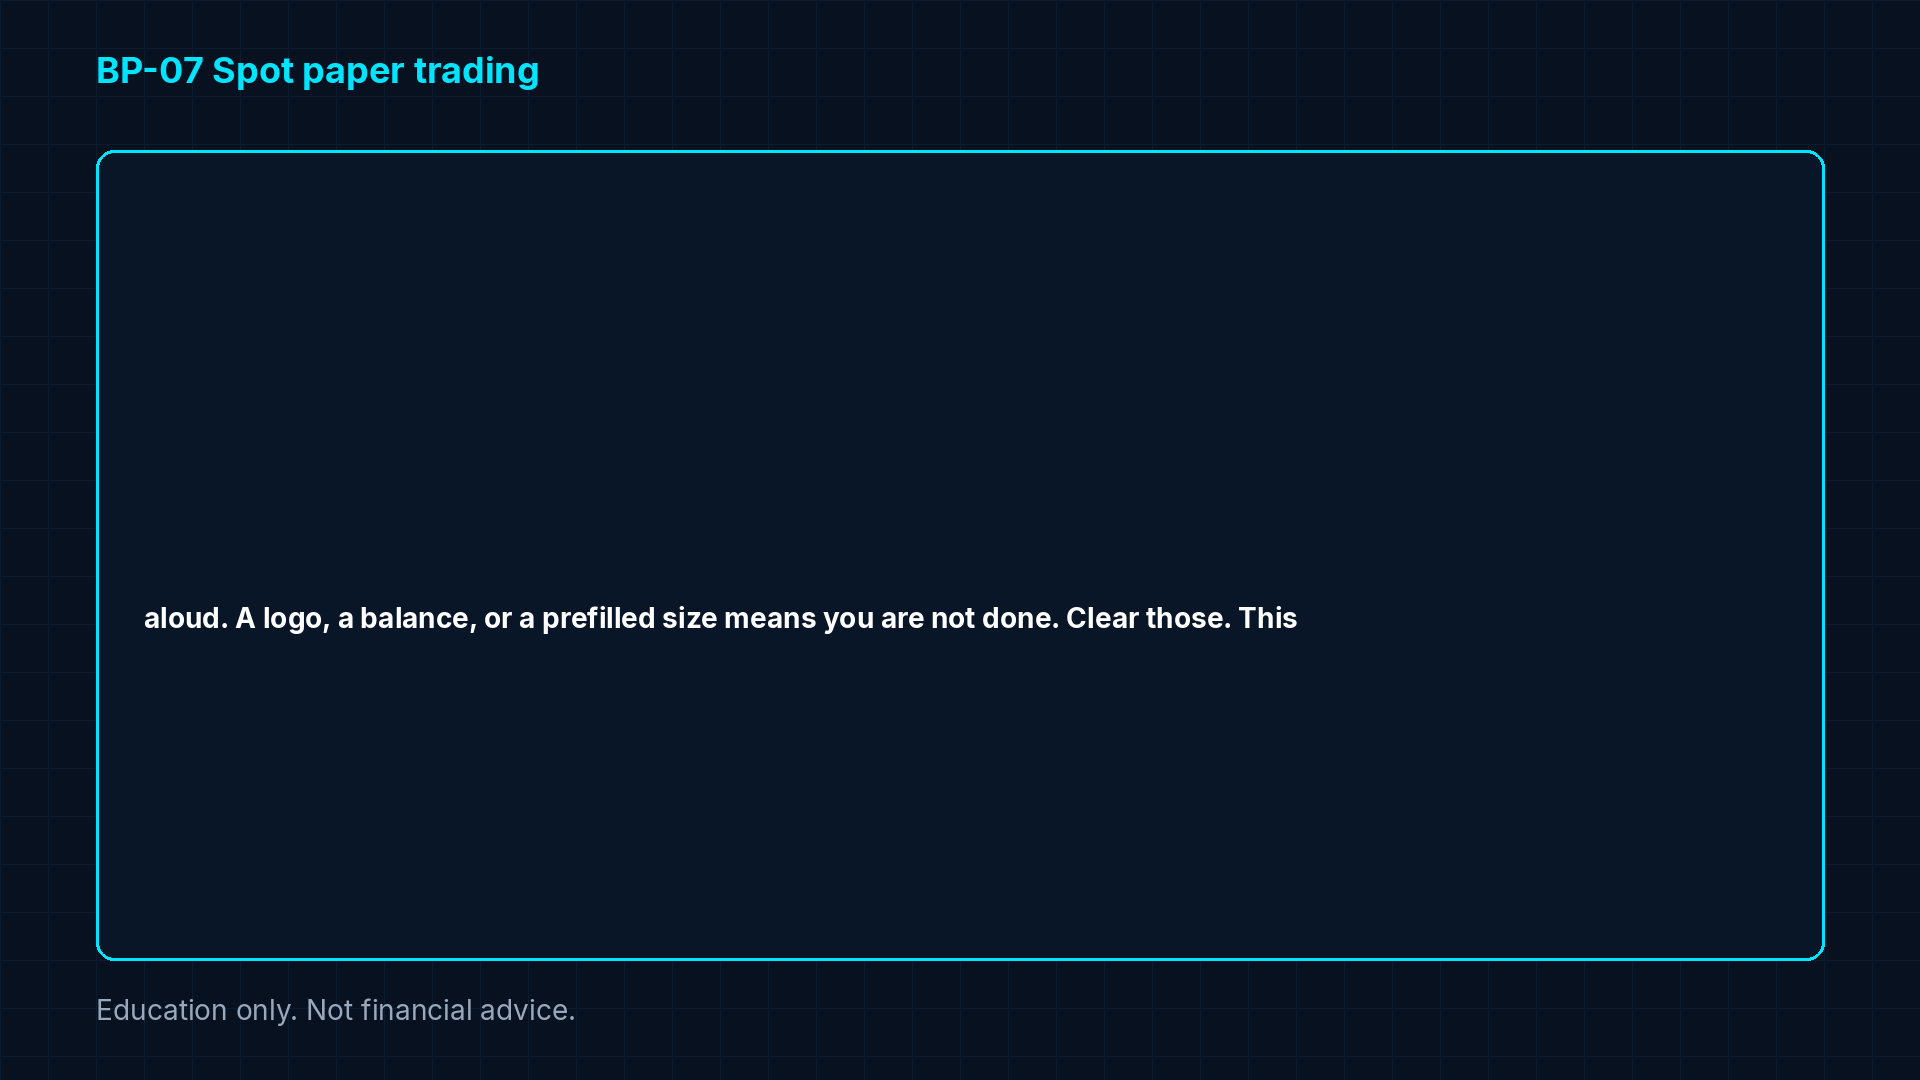 BP-07 Spot paper trading
aloud. A logo, a balance, or a prefilled size means you are not done. Clear those. This
Education only. Not financial advice.